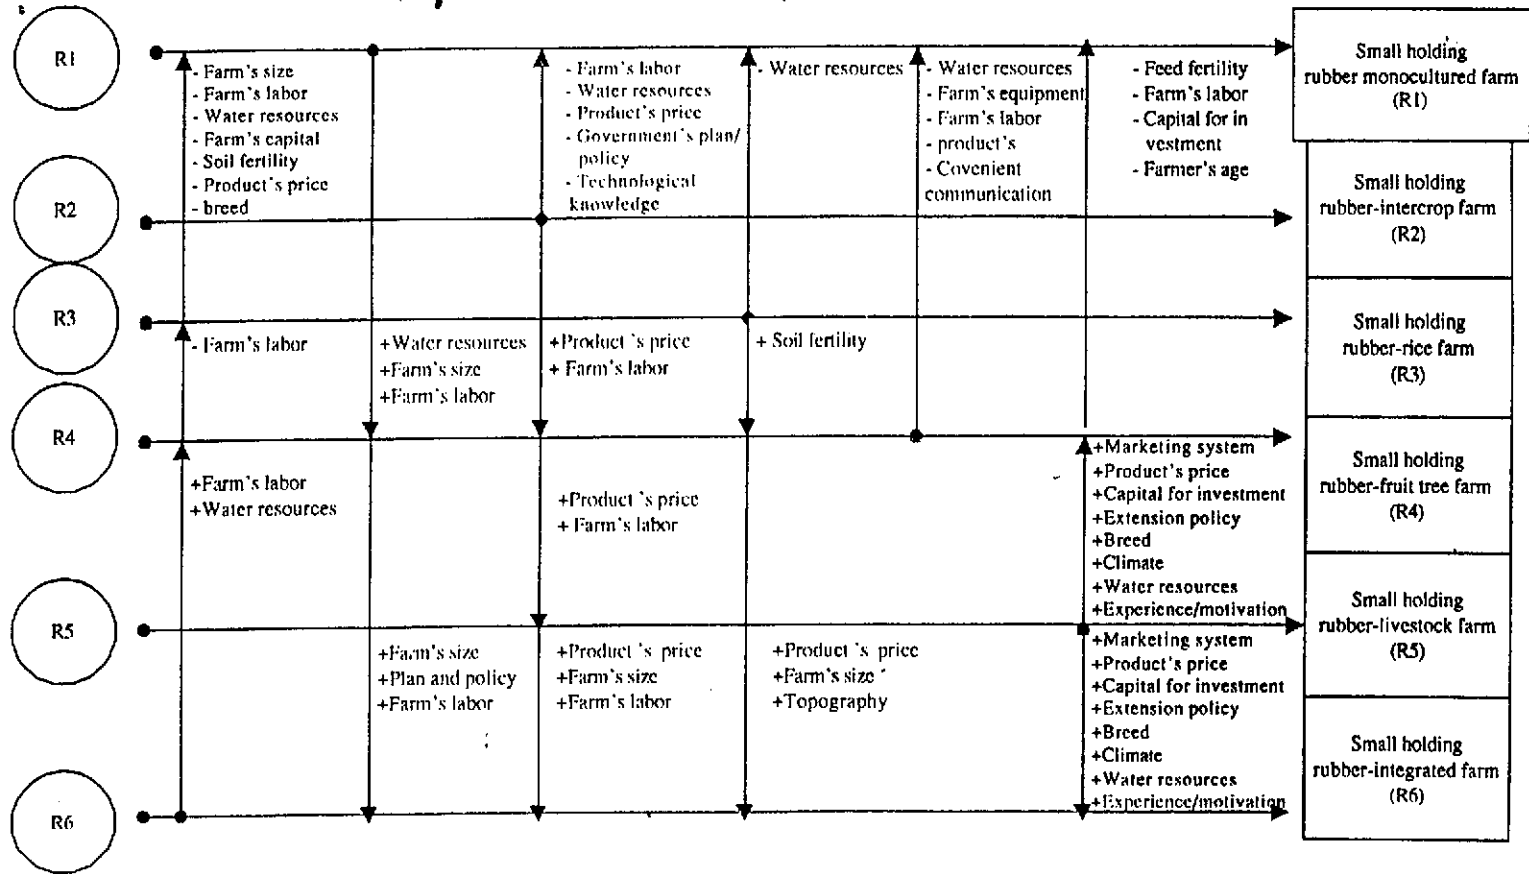 R1
- Farm's size
- Farm's labor
- Water resources
- Farm's capital
- Soil fertility
- Product's price
- breed
- Farm's labor
- Water resources
- Product's price
- Government's plan/
policy
- Technological
knowledge
- Water resources
- Water resources
- Farm's equipment
- Farm's labor
- product's
- Covenient
communication
- Feed fertility
- Farm's labor
- Capital for in
vestment
- Farmer's age
Small holding
rubber monocultured farm
(R1)
R2
Small holding
rubber-intercrop farm
(R2)
R3
- Farm's labor
+Water resources
+Farm's size
+Farm's labor
+Product 's price
+ Farm's labor
+ Soil fertility
Small holding
rubber-rice farm
(R3)
R4
+Farm's labor
+Water resources
+Product 's price
+ Farm's labor
+Marketing system
+Product's price
+Capital for investment
+Extension policy
+Breed
+Climate
+Water resources
+Experience/motivation
Small holding
rubber-fruit tree farm
(R4)
R5
+Farm's size
+Plan and policy
+Farm's labor
+Product 's price
+Farm's size
+Farm's labor
+Product 's price
+Farm's size
+Topography
+Marketing system
+Product's price
+Capital for investment
+Extension policy
+Breed
+Climate
+Water resources
+Experience/motivation
Small holding
rubber-livestock farm
(R5)
R6
Small holding
rubber-integrated farm
(R6)